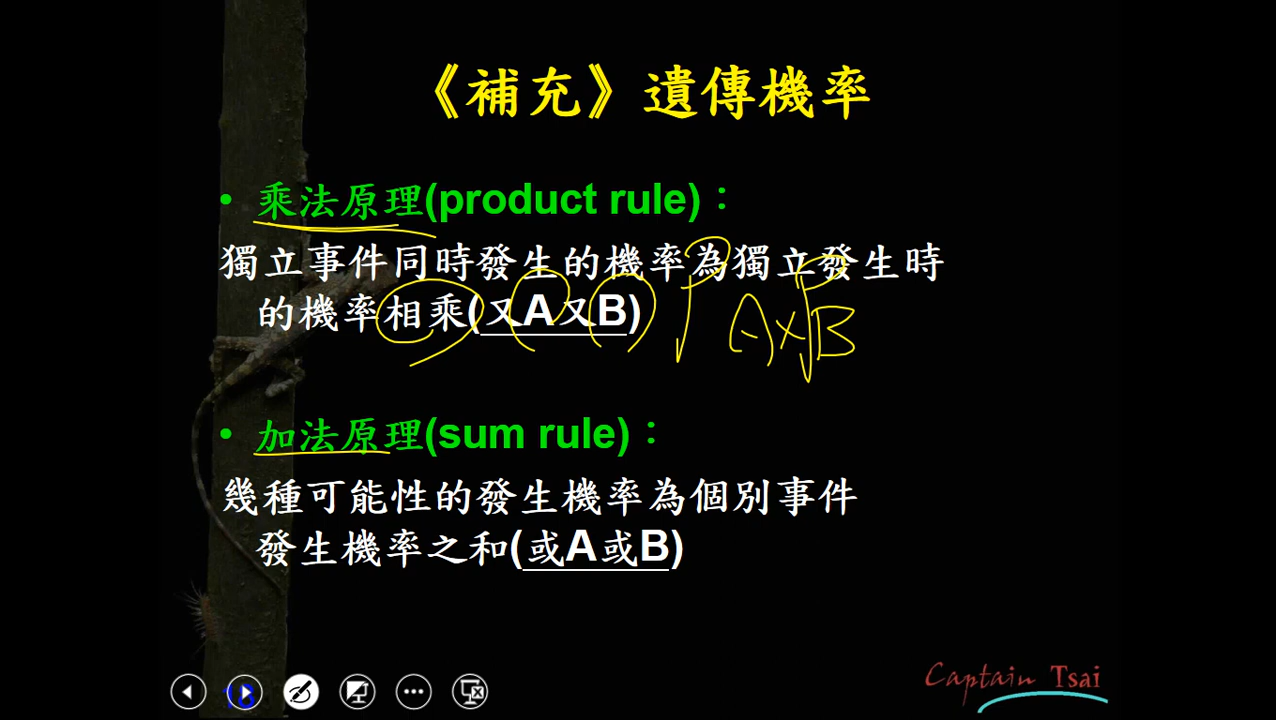 《補充》遺傳機率
• 乘法原理(product rule)：
獨立事件同時發生的機率為獨立發生時
的機率相乘(又A又B)
A×B
• 加法原理(sum rule)：
幾種可能性的發生機率為個別事件
發生機率之和(或A或B)
18
Captain Tsai